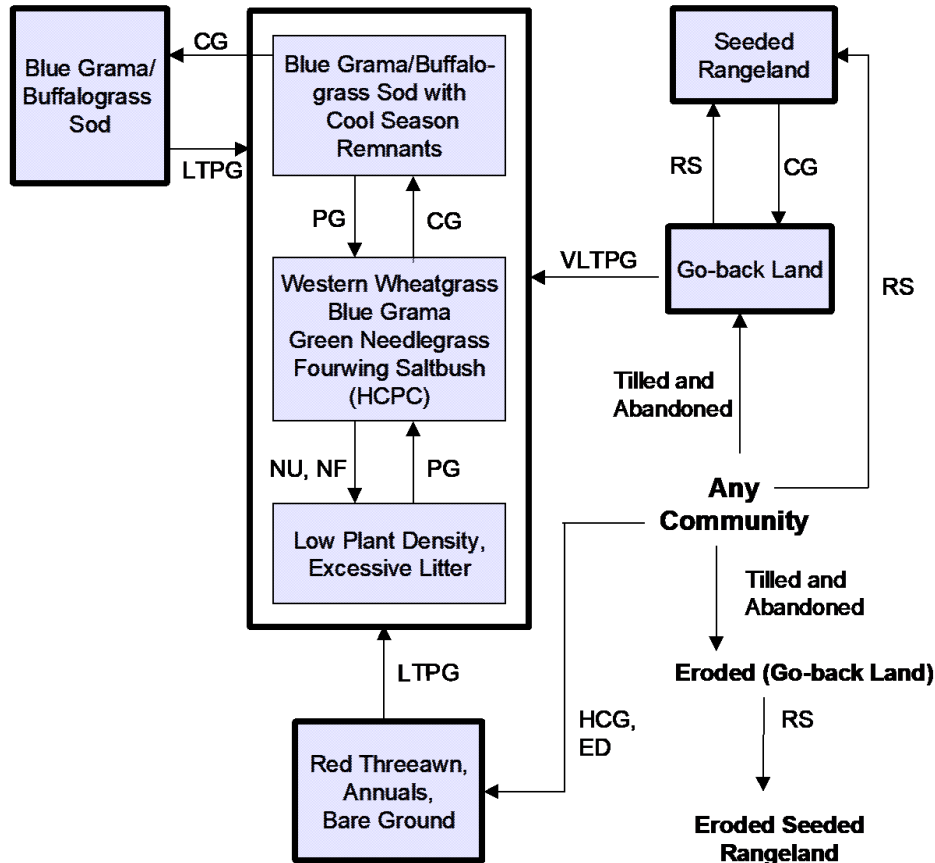 Blue Grama/
Buffalograss
Sod
CG
LTPG
Blue Grama/Buffalo-
grass Sod with
Cool Season
Remnants
PG
CG
Western Wheatgrass
Blue Grama
Green Needlegrass
Fourwing Saltbush
(HCPC)
NU, NF
PG
Low Plant Density,
Excessive Litter
LTPG
Red Threeawn,
Annuals,
Bare Ground
Seeded
Rangeland
RS
CG
VLTPG
Go-back Land
RS
Tilled and
Abandoned
Any
Community
Tilled and
Abandoned
HCG,
ED
Eroded (Go-back Land)
RS
Eroded Seeded
Rangeland